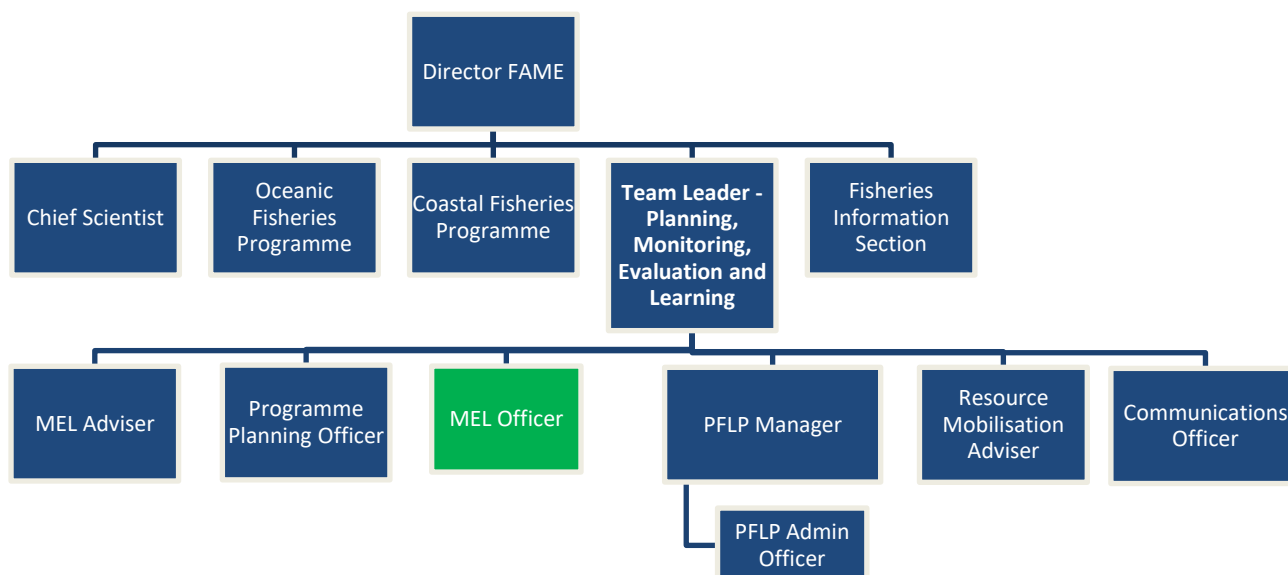 Director FAME
Chief Scientist
Oceanic
Fisheries
Programme
Coastal Fisheries
Programme
Team Leader -
Planning,
Monitoring,
Evaluation and
Learning
Fisheries
Information
Section
MEL Adviser
Programme
Planning Officer
MEL Officer
PFLP Manager
Resource
Mobilisation
Adviser
Communications
Officer
PFLP Admin
Officer